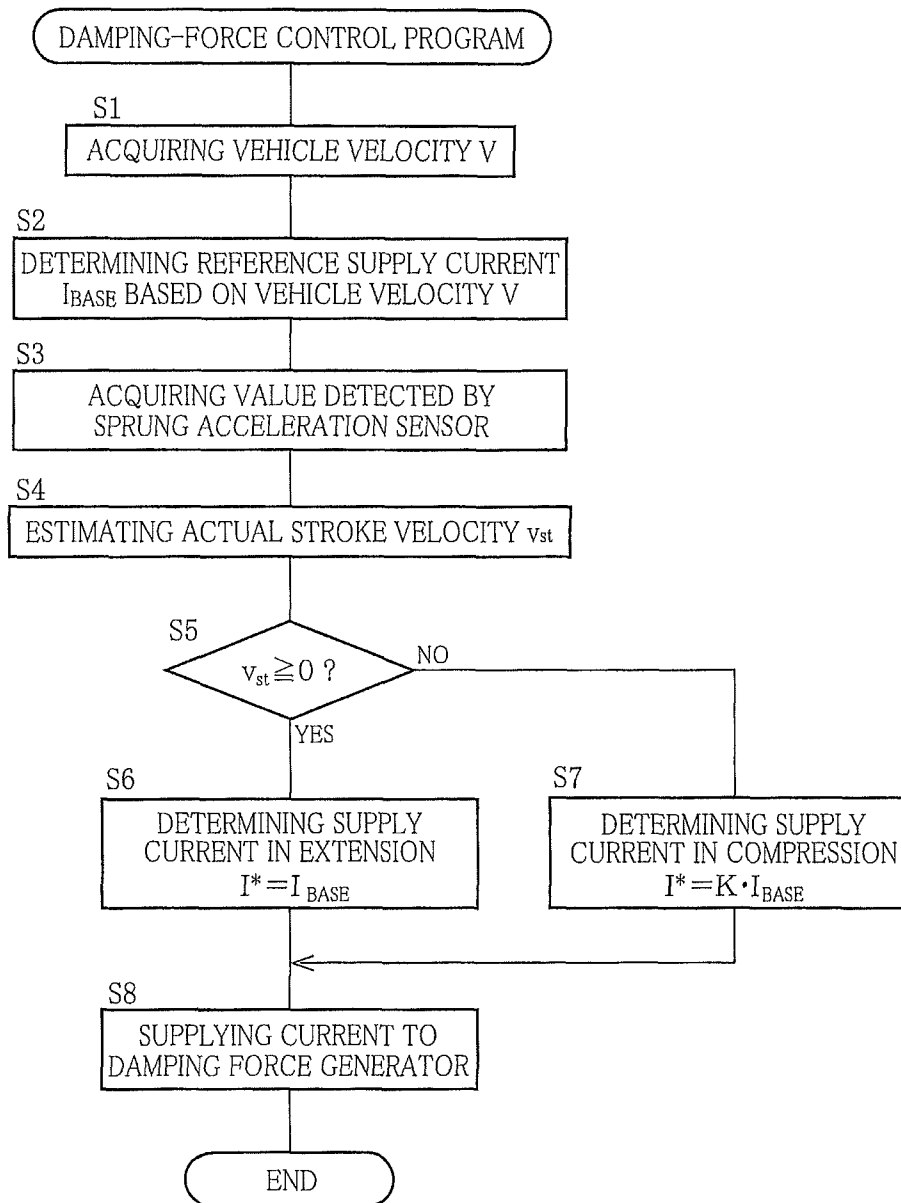 DAMPING-FORCE CONTROL PROGRAM
S1
ACQUIRING VEHICLE VELOCITY V
S2
DETERMINING REFERENCE SUPPLY CURRENT
IBASE BASED ON VEHICLE VELOCITY V
S3
ACQUIRING VALUE DETECTED BY
SPRUNG ACCELERATION SENSOR
S4
ESTIMATING ACTUAL STROKE VELOCITY vst
S5
vst≧0 ?
NO
YES
S6
DETERMINING SUPPLY
CURRENT IN EXTENSION
I*=IBASE
S7
DETERMINING SUPPLY
CURRENT IN COMPRESSION
I*=K·IBASE
S8
SUPPLYING CURRENT TO
DAMPING FORCE GENERATOR
END